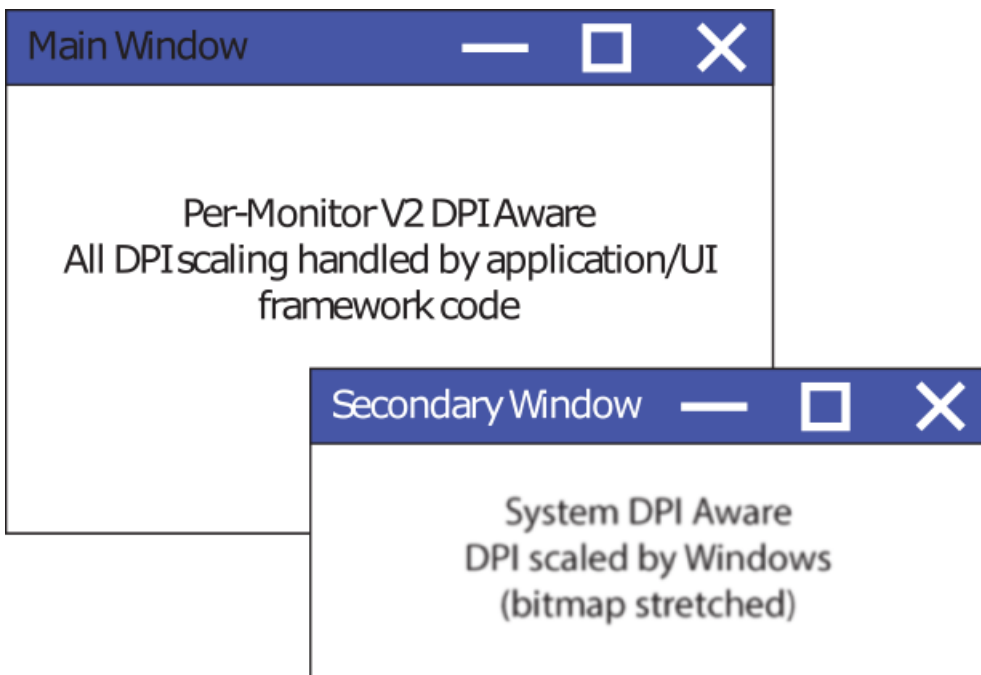 Main Window
Per-Monitor V2 DPI Aware
All DPI scaling handled by application/UI
framework code
Secondary Window
System DPI Aware
DPI scaled by Windows
(bitmap stretched)